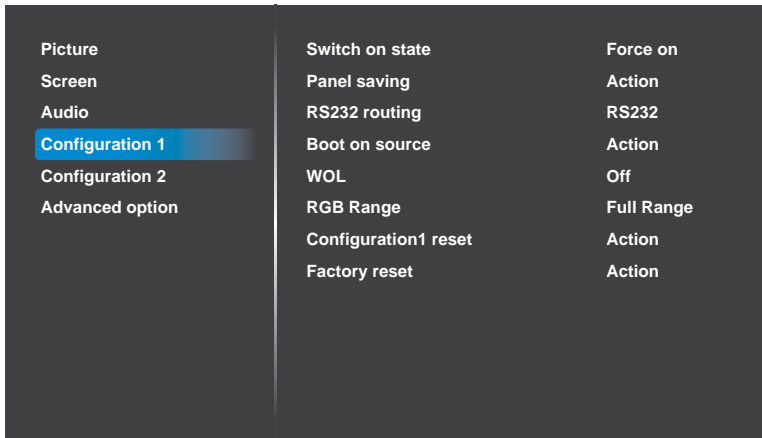 Picture
Screen
Audio
Configuration 1
Configuration 2
Advanced option
Switch on state Force on
Panel saving Action
RS232 routing RS232
Boot on source Action
WOL Off
RGB Range Full Range
Configuration1 reset Action
Factory reset Action